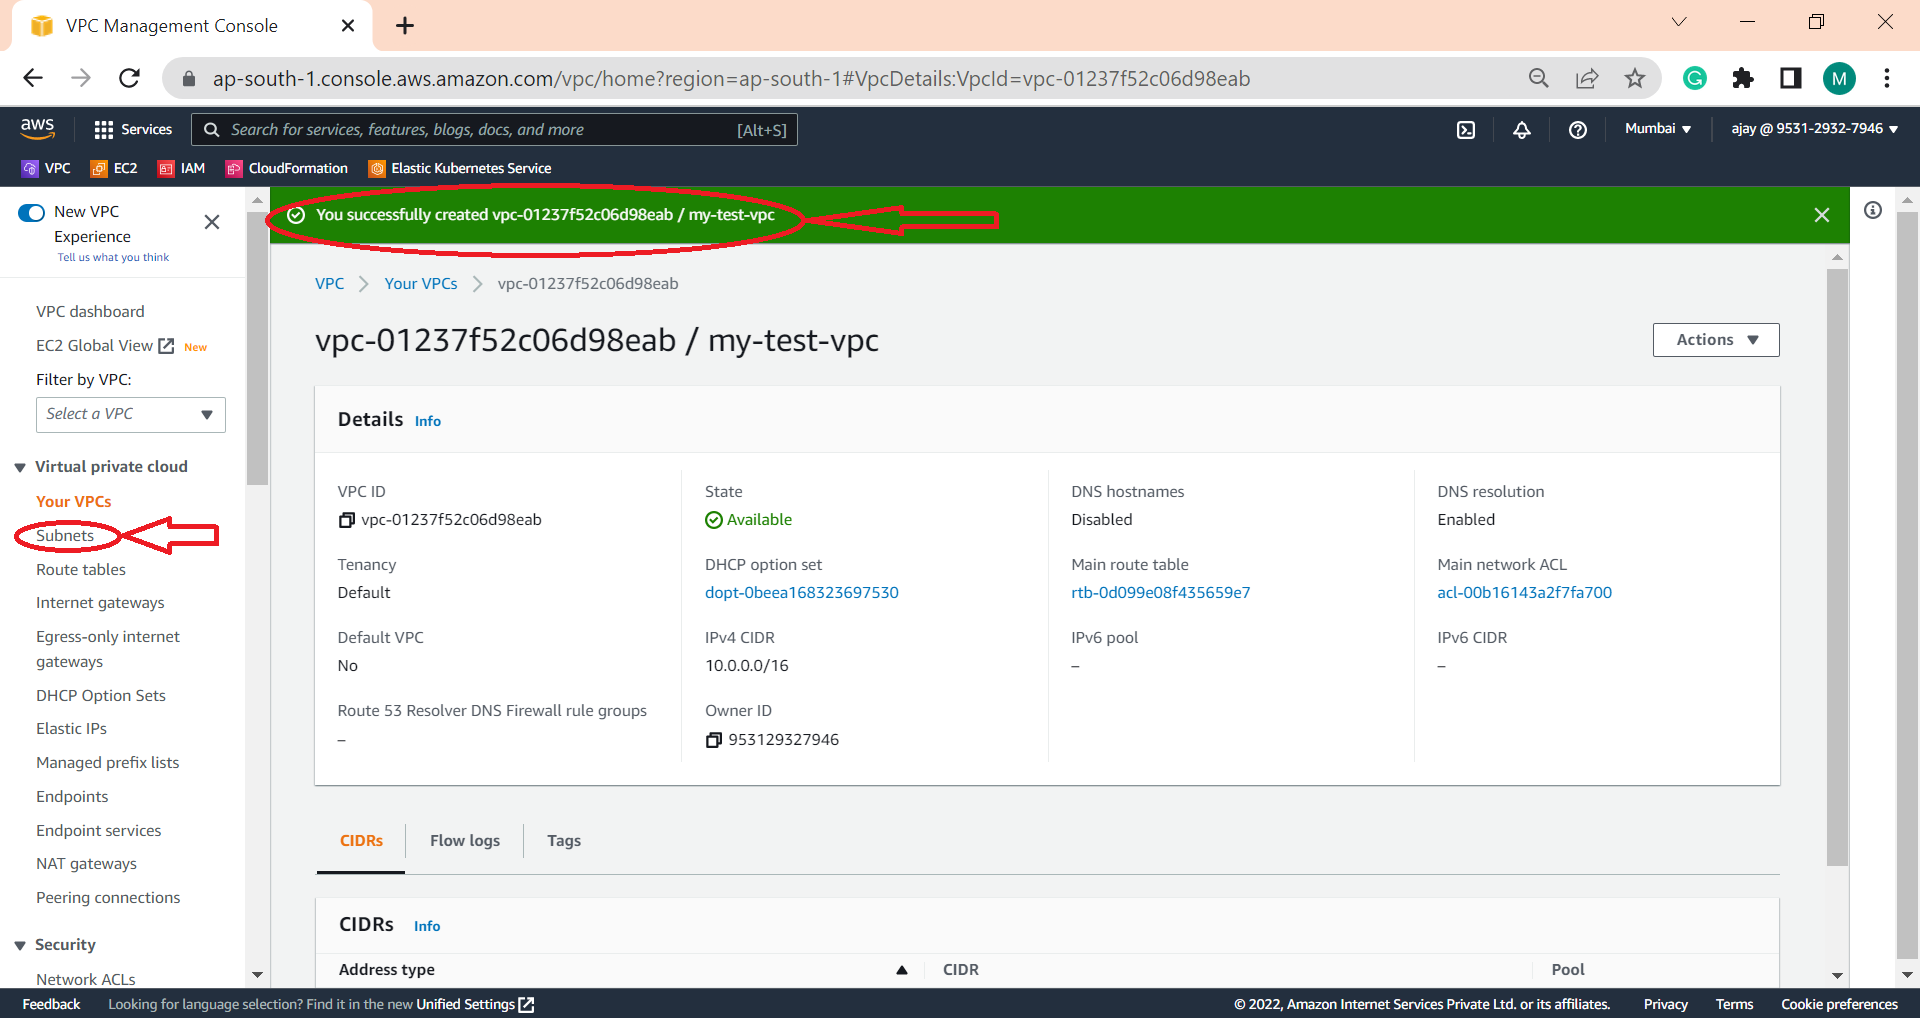 VPC Management Console
ap-south-1.console.aws.amazon.com/vpc/home?region=ap-south-1#VpcDetails:VpcId=vpc-01237f52c06d98eab
G
M
aws
Services
Search for services, features, blogs, docs, and more
[Alt+S]
Mumbai
ajay @ 9531-2932-7946
VPC
EC2
IAM
CloudFormation
Elastic Kubernetes Service
New VPC
Experience
Tell us what you think
VPC dashboard
EC2 Global View
New
Filter by VPC:
Select a VPC
Virtual private cloud
Your VPCs
Subnets
Route tables
Internet gateways
Egress-only internet
gateways
DHCP Option Sets
Elastic IPs
Managed prefix lists
Endpoints
Endpoint services
NAT gateways
Peering connections
Security
Network ACLs
You successfully created vpc-01237f52c06d98eab / my-test-vpc
VPC
Your VPCs
vpc-01237f52c06d98eab
vpc-01237f52c06d98eab / my-test-vpc
Actions
Details
Info
VPC ID
vpc-01237f52c06d98eab
State
Available
DNS hostnames
Disabled
DNS resolution
Enabled
Tenancy
Default
DHCP option set
dopt-0beea168323697530
Main route table
rtb-0d099e08f435659e7
Main network ACL
acl-00b16143a2f7fa700
Default VPC
No
IPv4 CIDR
10.0.0.0/16
IPv6 pool
–
IPv6 CIDR
–
Route 53 Resolver DNS Firewall rule groups
–
Owner ID
953129327946
CIDRs
Flow logs
Tags
CIDRs
Info
Address type
CIDR
Pool
Feedback
Looking for language selection? Find it in the new Unified Settings
© 2022, Amazon Internet Services Private Ltd. or its affiliates.
Privacy
Terms
Cookie preferences